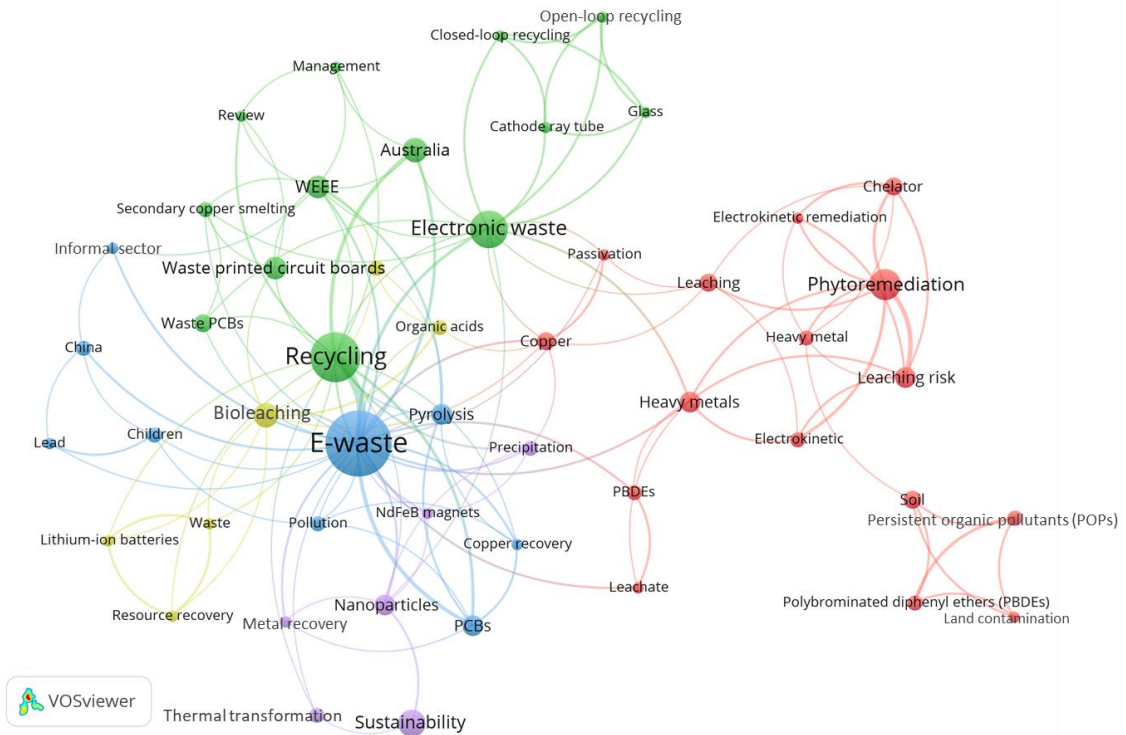 Open-loop recycling
Closed-loop recycling
Management
Review
Glass
Cathode ray tube
Australia
WEEE
Chelator
Secondary copper smelting
Electrokinetic remediation
Electronic waste
Informal sector
Passivation
Waste printed circuit boards
Leaching
Phytoremediation
Waste PCBs
Organic acids
Heavy metal
Copper
China
Recycling
Leaching risk
Heavy metals
Bioleaching
Pyrolysis
Children
Lead
E-waste
Electrokinetic
Precipitation
PBDEs
Soil
NdFeB magnets
Waste
Pollution
Persistent organic pollutants (POPs)
Lithium-ion batteries
Copper recovery
Leachate
Polybrominated diphenyl ethers (PBDEs)
Nanoparticles
Resource recovery
Land contamination
Metal recovery
PCBs
VOSviewer
Thermal transformation
Sustainability